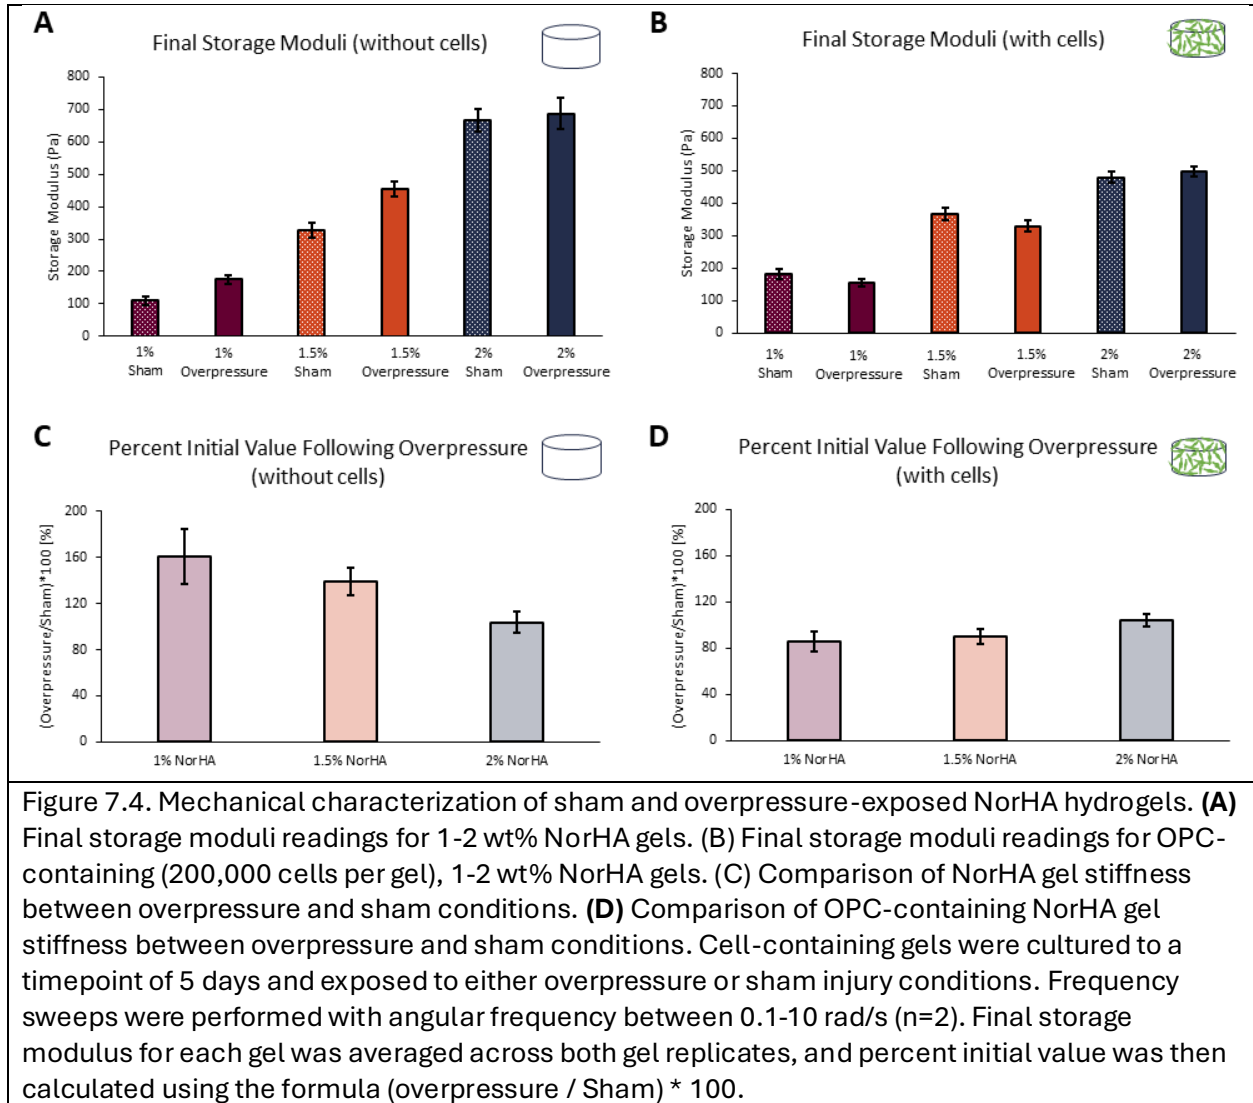 A
Final Storage Moduli (without cells)
Storage Modulus (Pa)
800
700
600
500
400
300
200
100
0
1% Sham
1% Overpressure
1.5% Sham
1.5% Overpressure
2% Sham
2% Overpressure
B
Final Storage Moduli (with cells)
Storage Modulus (Pa)
800
700
600
500
400
300
200
100
0
1% Sham
1% Overpressure
1.5% Sham
1.5% Overpressure
2% Sham
2% Overpressure
C
Percent Initial Value Following Overpressure
(without cells)
(Overpressure/Sham)*100 [%]
200
160
120
80
40
0
1% NorHA
1.5% NorHA
2% NorHA
D
Percent Initial Value Following Overpressure
(with cells)
(Overpressure/Sham)*100 [%]
200
160
120
80
40
0
1% NorHA
1.5% NorHA
2% NorHA
Figure 7.4. Mechanical characterization of sham and overpressure-exposed NorHA hydrogels. (A)
Final storage moduli readings for 1-2 wt% NorHA gels. (B) Final storage moduli readings for OPC-
containing (200,000 cells per gel), 1-2 wt% NorHA gels. (C) Comparison of NorHA gel stiffness
between overpressure and sham conditions. (D) Comparison of OPC-containing NorHA gel
stiffness between overpressure and sham conditions. Cell-containing gels were cultured to a
timepoint of 5 days and exposed to either overpressure or sham injury conditions. Frequency
sweeps were performed with angular frequency between 0.1-10 rad/s (n=2). Final storage
modulus for each gel was averaged across both gel replicates, and percent initial value was then
calculated using the formula (overpressure / Sham) * 100.